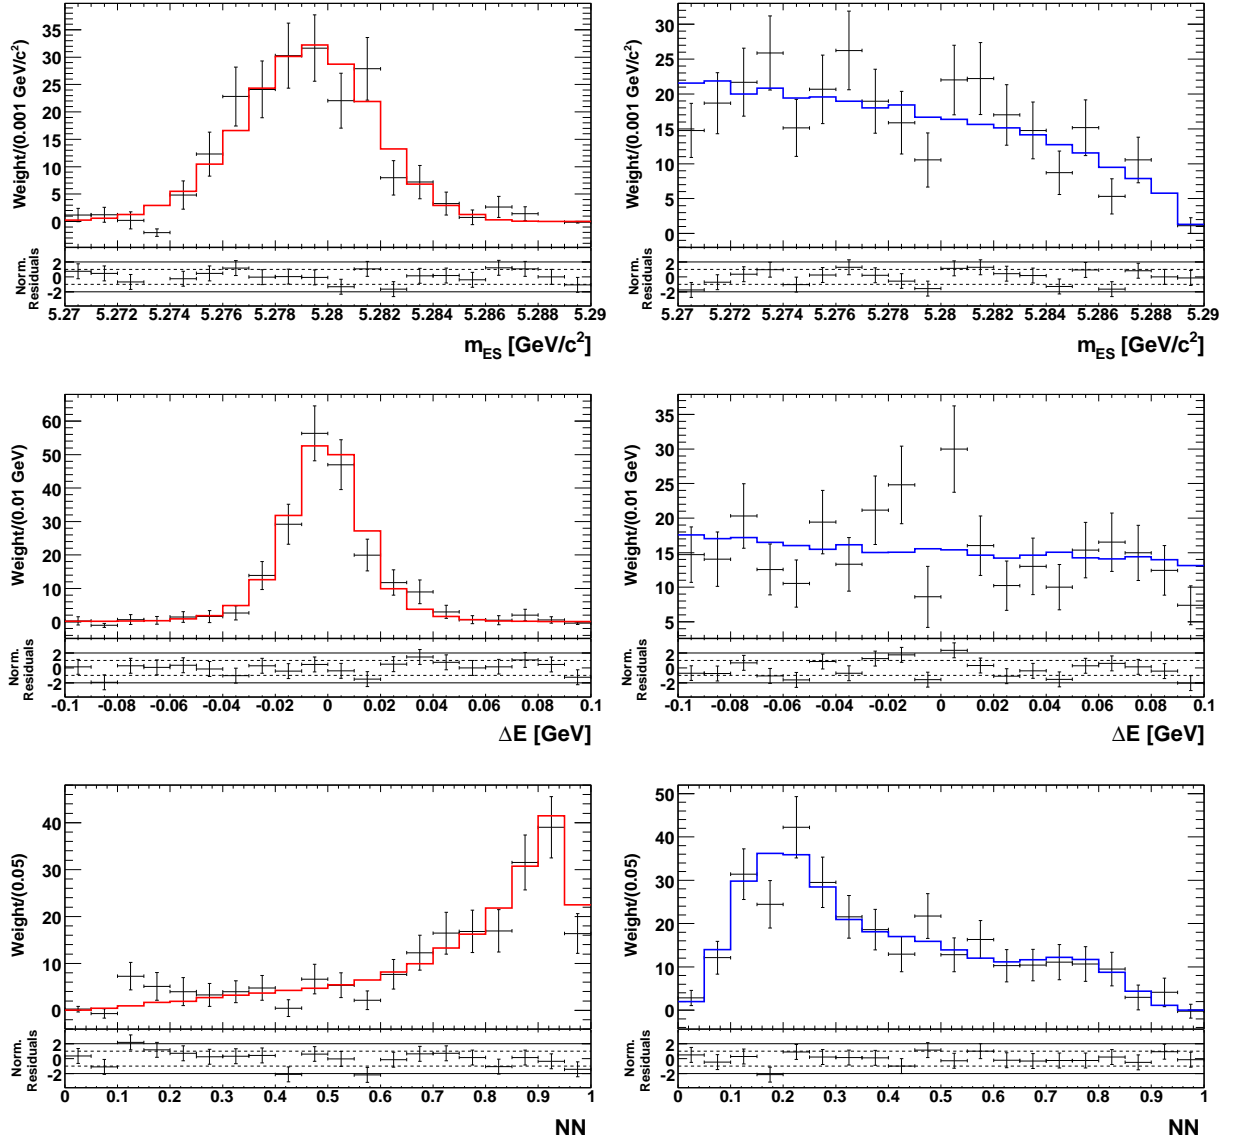 Weight/(0.001 GeV/c²)
35
30
25
20
15
10
5
0
Norm. Residuals
2
0
-2
5.27 5.272 5.274 5.276 5.278 5.28 5.282 5.284 5.286 5.288 5.29
m_ES [GeV/c²]
Weight/(0.001 GeV/c²)
30
25
20
15
10
5
0
Norm. Residuals
2
0
-2
5.27 5.272 5.274 5.276 5.278 5.28 5.282 5.284 5.286 5.288 5.29
m_ES [GeV/c²]
Weight/(0.01 GeV)
60
50
40
30
20
10
0
Norm. Residuals
2
0
-2
-0.1 -0.08 -0.06 -0.04 -0.02 0 0.02 0.04 0.06 0.08 0.1
ΔE [GeV]
Weight/(0.01 GeV)
35
30
25
20
15
10
5
Norm. Residuals
2
0
-2
-0.1 -0.08 -0.06 -0.04 -0.02 0 0.02 0.04 0.06 0.08 0.1
ΔE [GeV]
Weight/(0.05)
40
30
20
10
0
Norm. Residuals
2
0
-2
0 0.1 0.2 0.3 0.4 0.5 0.6 0.7 0.8 0.9 1
NN
Weight/(0.05)
50
40
30
20
10
0
Norm. Residuals
2
0
-2
0 0.1 0.2 0.3 0.4 0.5 0.6 0.7 0.8 0.9 1
NN